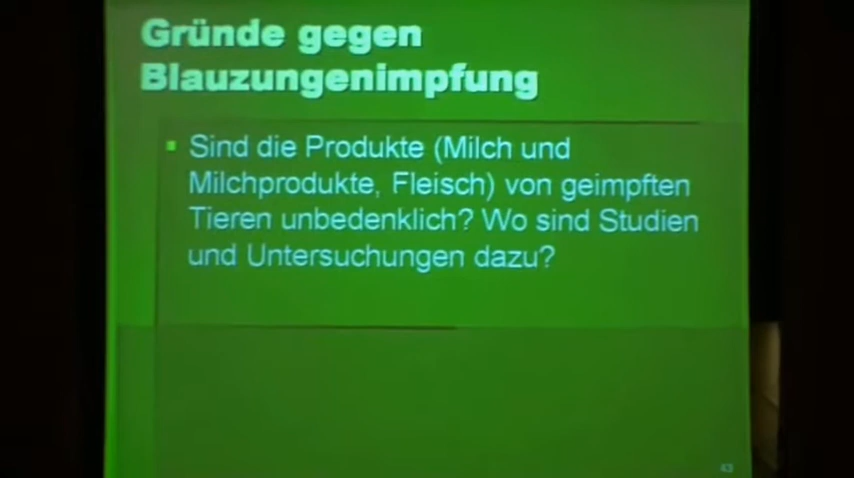 Gründe gegen
Blauzungenimpfung
Sind die Produkte (Milch und
Milchprodukte, Fleisch) von geimpften
Tieren unbedenklich? Wo sind Studien
und Untersuchungen dazu?
43